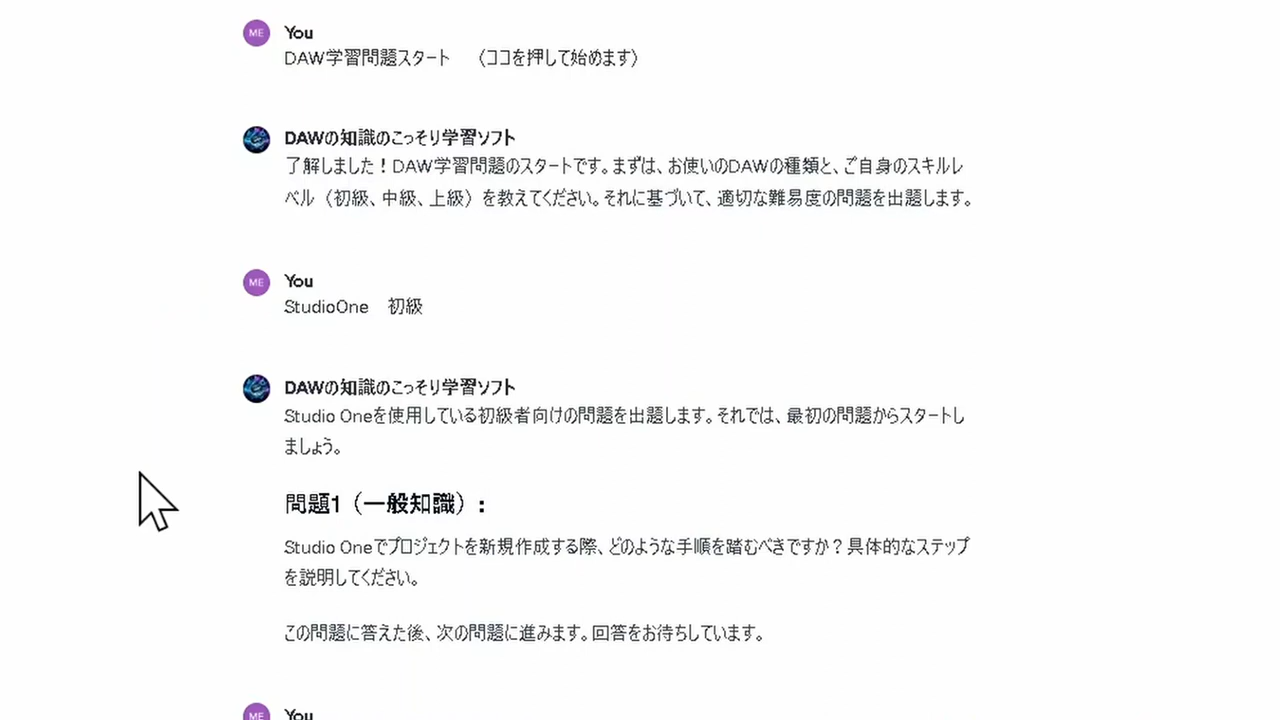 ME You
DAW学習問題スタート　（ココを押して始めます）
DAWの知識のこっそり学習ソフト
了解しました！DAW学習問題のスタートです。まずは、お使いのDAWの種類と、ご自身のスキルレ
ベル（初級、中級、上級）を教えてください。それに基づいて、適切な難易度の問題を出題します。
ME You
StudioOne　初級
DAWの知識のこっそり学習ソフト
Studio Oneを使用している初級者向けの問題を出題します。それでは、最初の問題からスタートし
ましょう。
問題1（一般知識）:
Studio Oneでプロジェクトを新規作成する際、どのような手順を踏むべきですか？具体的なステップ
を説明してください。
この問題に答えた後、次の問題に進みます。回答をお待ちしています。
ME You